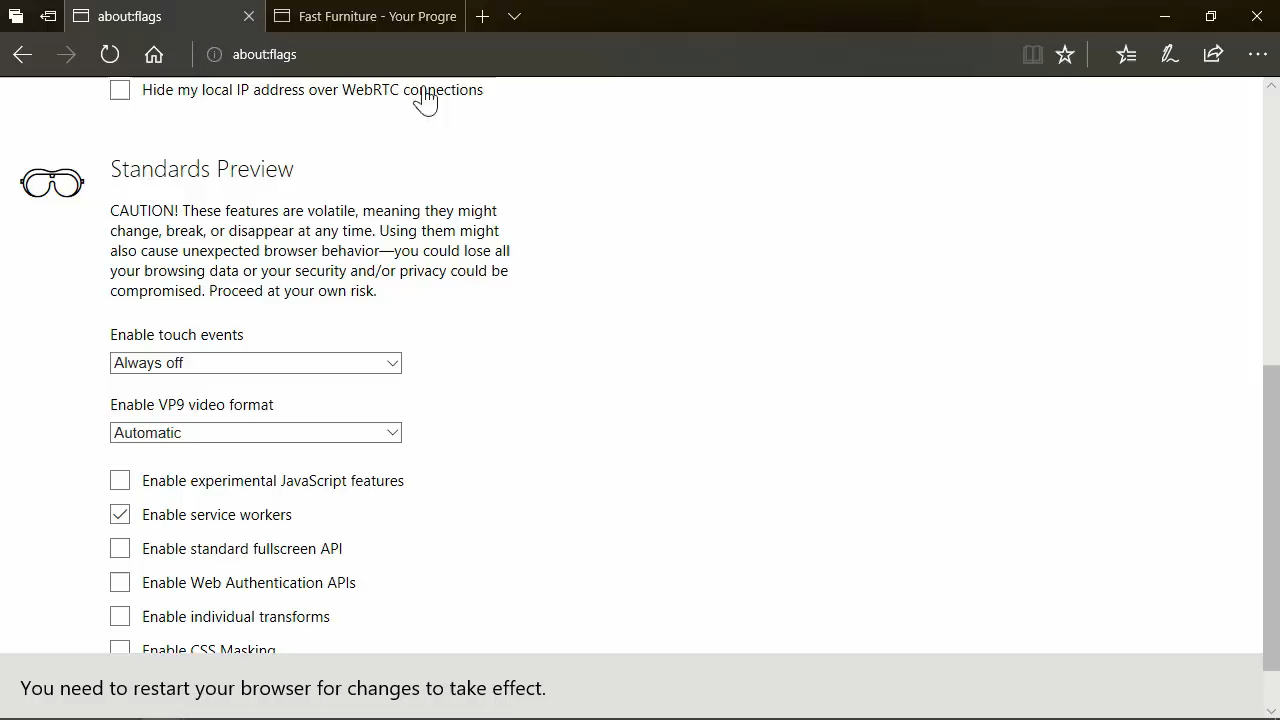 about:flags
Fast Furniture - Your Progre
about:flags
Hide my local IP address over WebRTC connections
Standards Preview
CAUTION! These features are volatile, meaning they might
change, break, or disappear at any time. Using them might
also cause unexpected browser behavior—you could lose all
your browsing data or your security and/or privacy could be
compromised. Proceed at your own risk.
Enable touch events
Always off
Enable VP9 video format
Automatic
Enable experimental JavaScript features
Enable service workers
Enable standard fullscreen API
Enable Web Authentication APIs
Enable individual transforms
Enable CSS Masking
You need to restart your browser for changes to take effect.